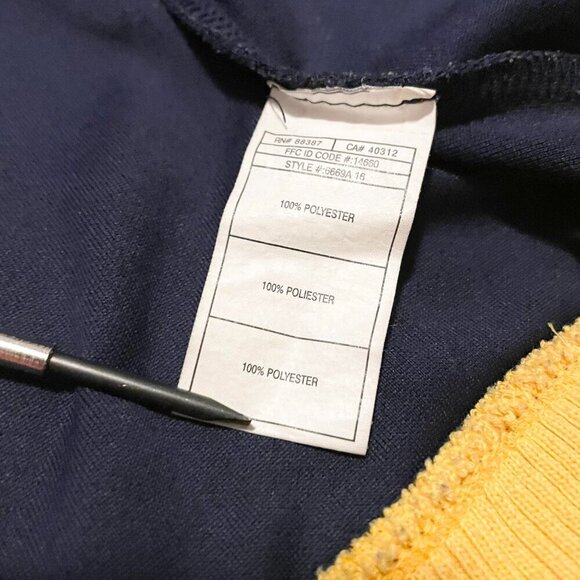 RN# 88387 CA# 40312
FFC ID CODE #:14660
STYLE #:6669A 16
100% POLYESTER
100% POLIESTER
100% POLYESTER